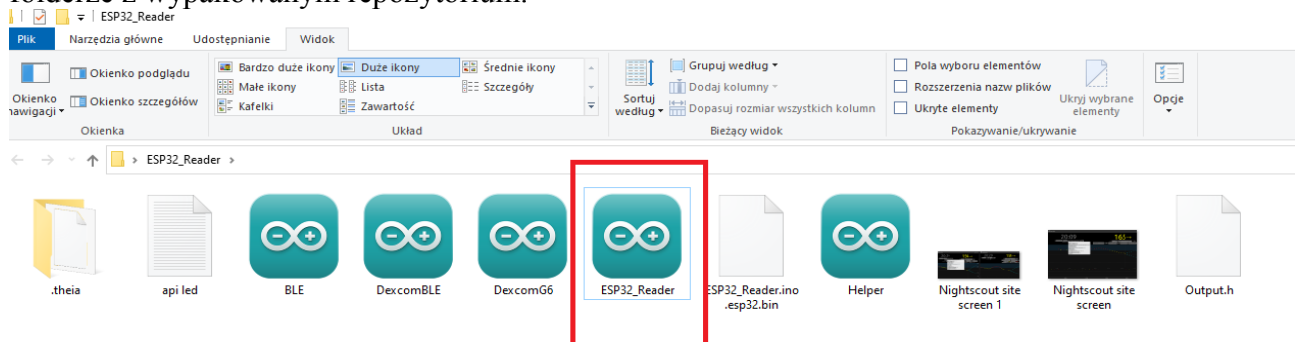 folderze z wypakowanym repozytorium.
ESP32_Reader
Plik Narzędzia główne Udostępnianie Widok
Okienko nawigacji
Okienko podglądu
Okienko szczegółów
Okienka
Bardzo duże ikony Duże ikony Średnie ikony
Małe ikony Lista Szczegóły
Kafelki Zawartość
Układ
Sortuj
według
Grupuj według
Dodaj kolumny
Dopasuj rozmiar wszystkich kolumn
Bieżący widok
Pola wyboru elementów
Rozszerzenia nazw plików
Ukryte elementy
Ukryj wybrane
elementy
Pokazywanie/ukrywanie
Opcje
ESP32_Reader
.theia
api led
BLE
DexcomBLE
DexcomG6
ESP32_Reader
ESP32_Reader.ino
.esp32.bin
Helper
Nightscout site
screen 1
Nightscout site
screen
Output.h